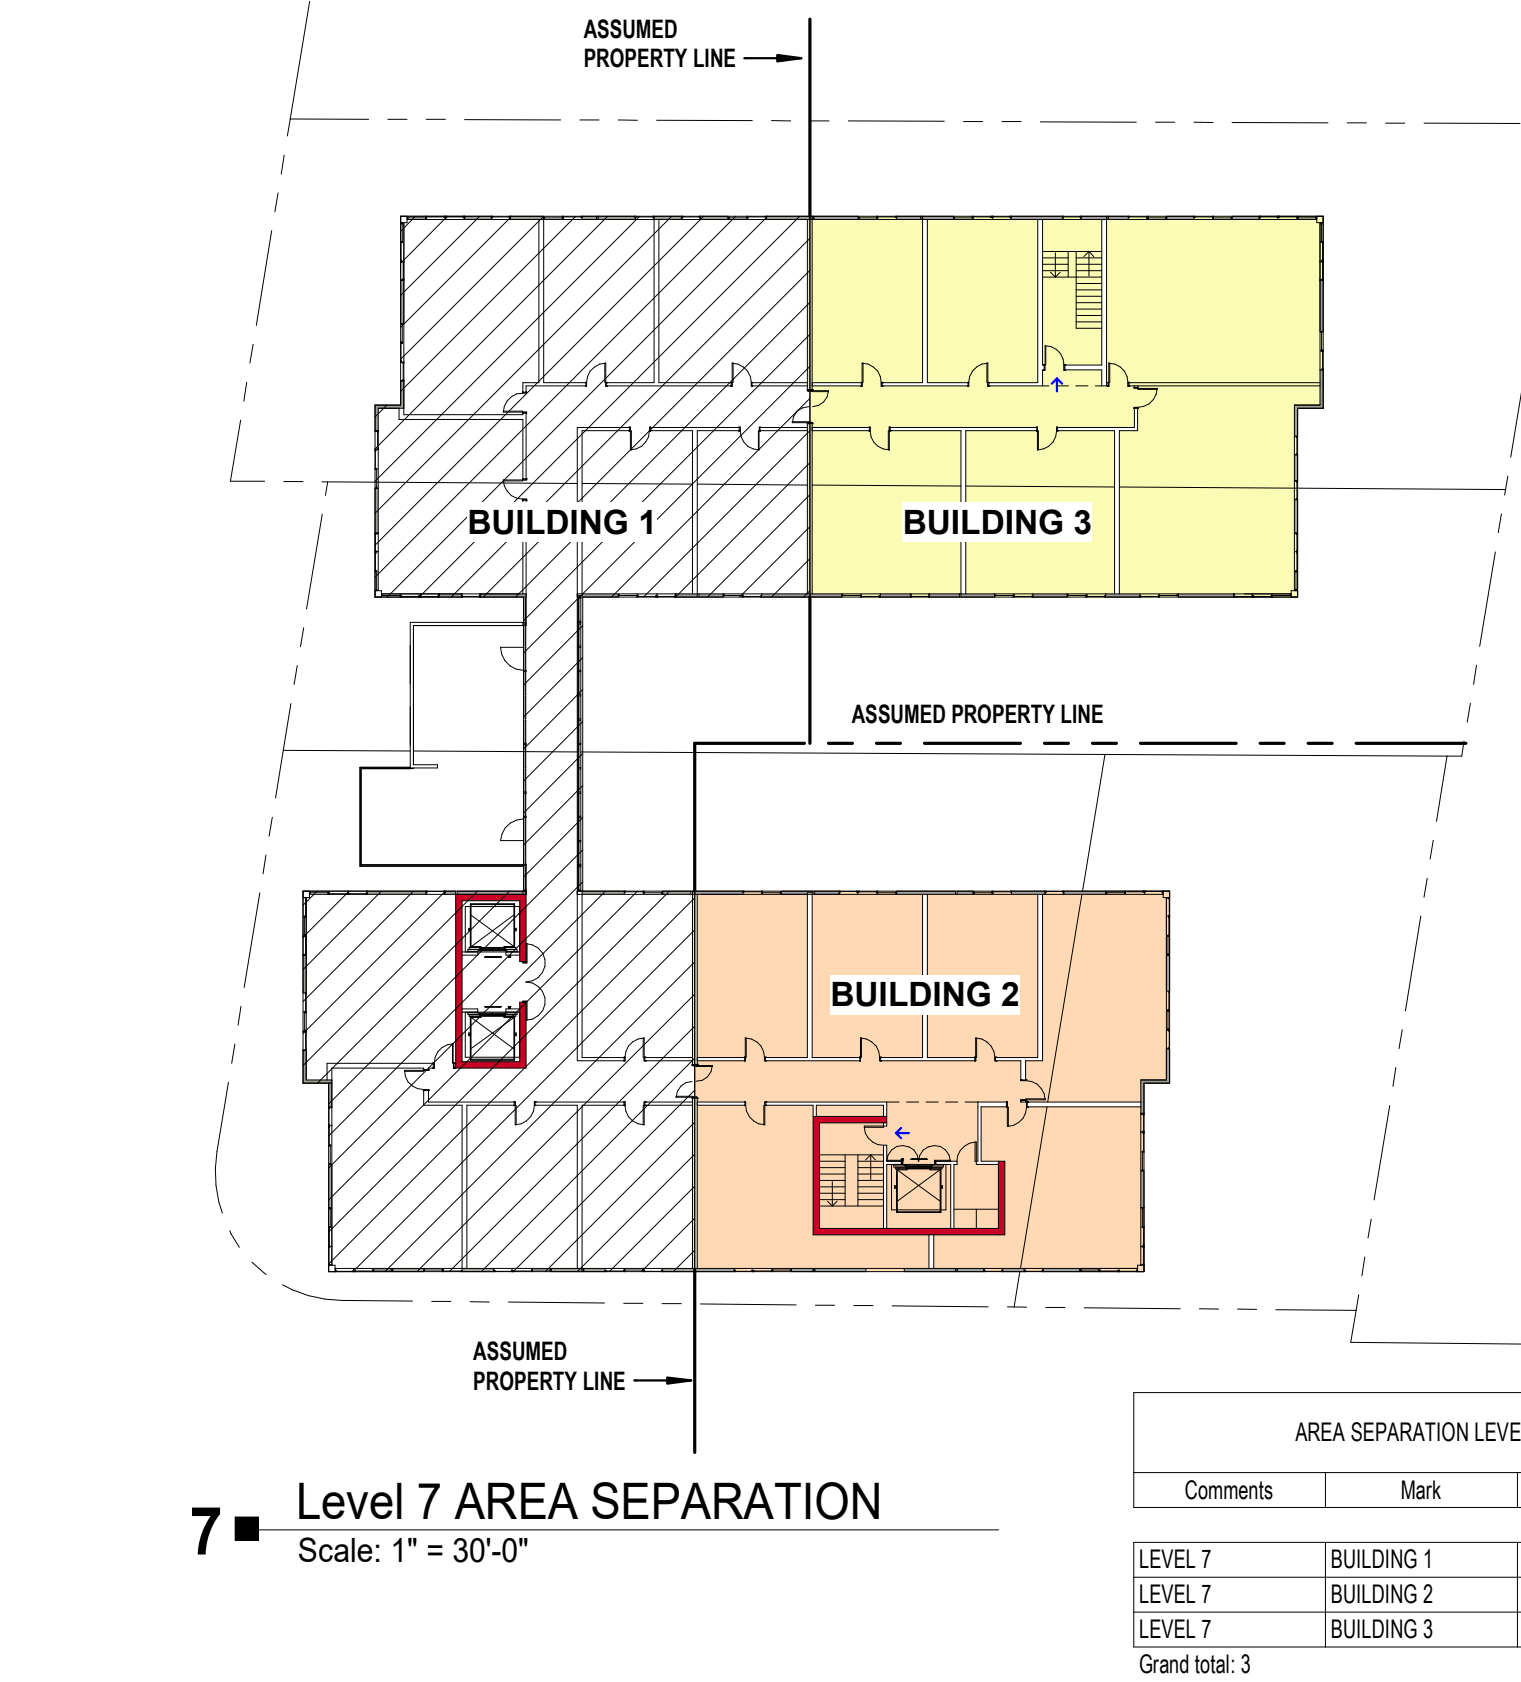 ASSUMED
PROPERTY LINE
BUILDING 1
BUILDING 3
ASSUMED PROPERTY LINE
BUILDING 2
ASSUMED
PROPERTY LINE
AREA SEPARATION LEVE
Comments Mark
7 Level 7 AREA SEPARATION
Scale: 1" = 30'-0"
LEVEL 7 BUILDING 1
LEVEL 7 BUILDING 2
LEVEL 7 BUILDING 3
Grand total: 3